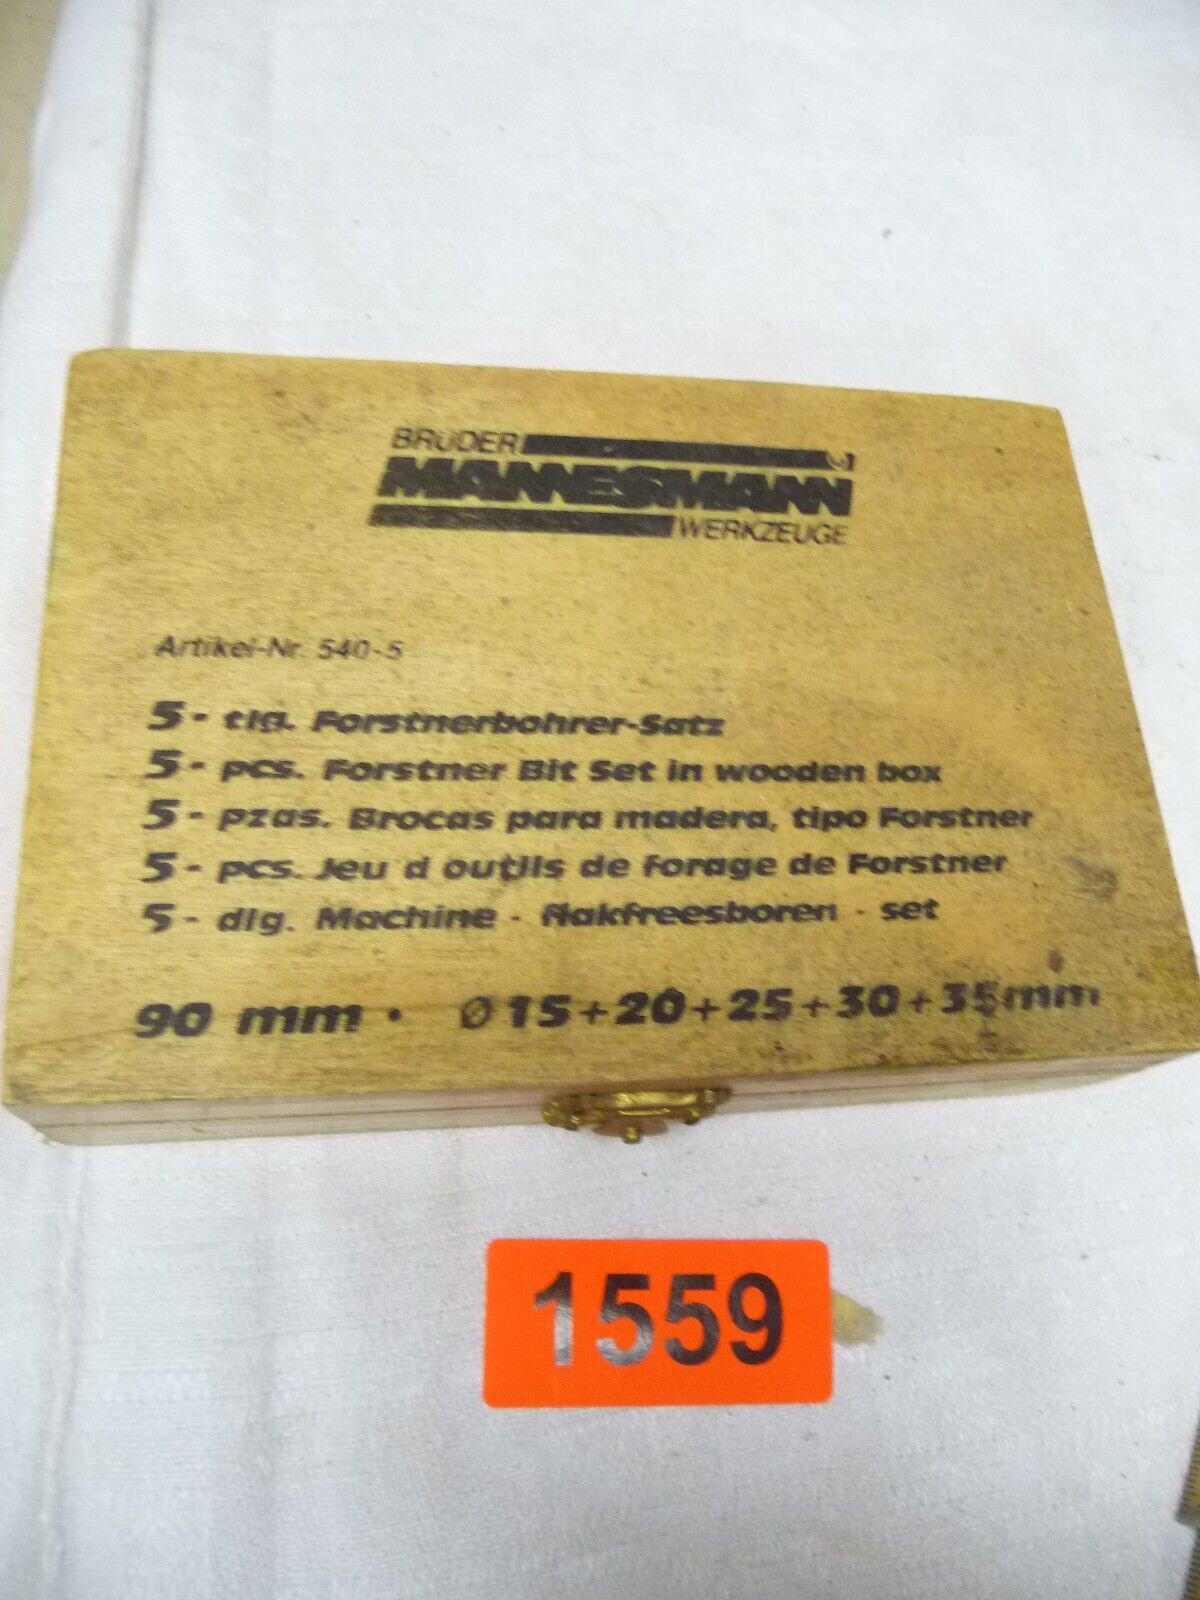 BRÜDER
MANNESMANN
WERKZEUGE
Artikel-Nr. 540-5
5- tlg. Forstnerbohrer-Satz
5- pcs. Forstner Bit Set in wooden box
5- pzas. Brocas para madera, tipo Forstner
5- pcs. Jeu d outils de forage de Forstner
5- dlg. Machine - flakfreesboren - set
90 mm · Ø 15+20+25+30+35mm
1559